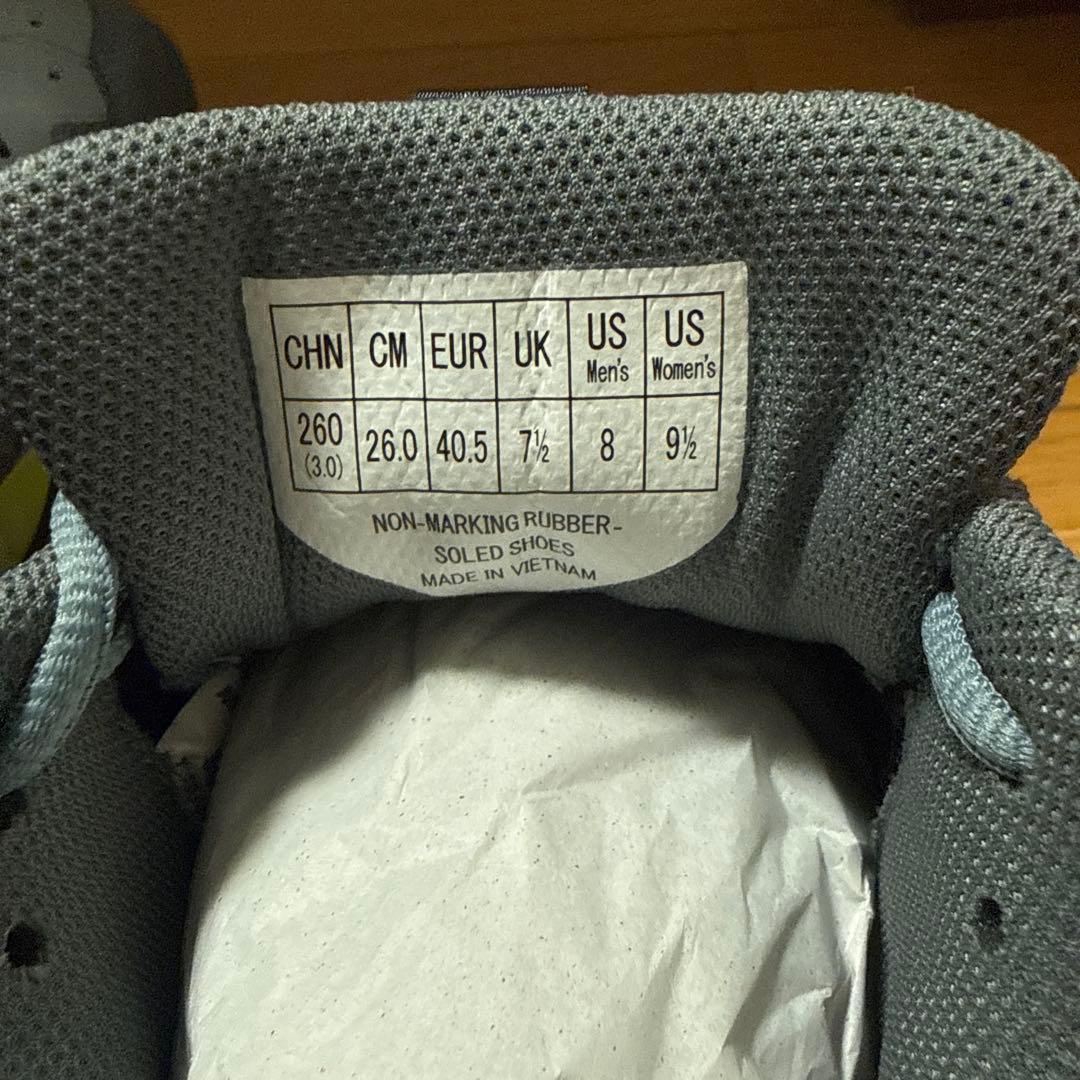 CHN CM EUR UK US Men's US Women's
260 (3.0) 26.0 40.5 7½ 8 9½
NON-MARKING RUBBER-
SOLED SHOES
MADE IN VIETNAM